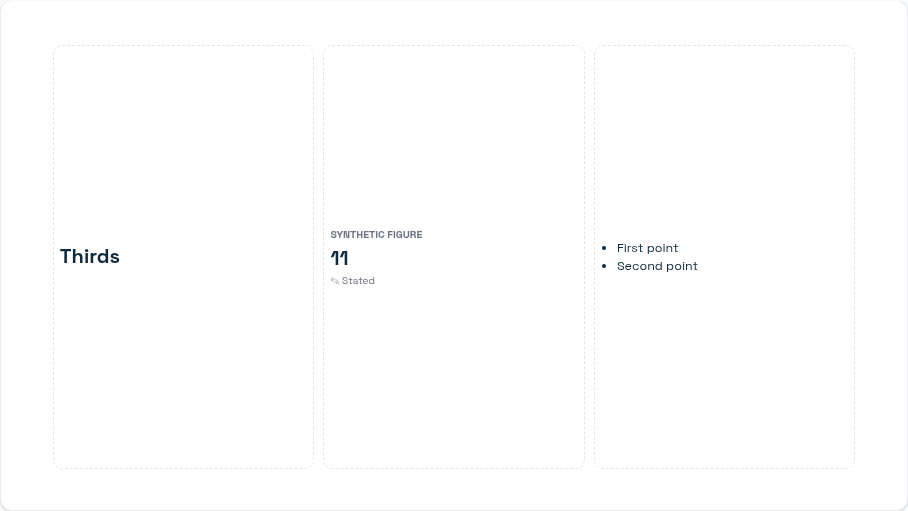 Thirds
SYNTHETIC FIGURE
11
✎ Stated
• First point
• Second point